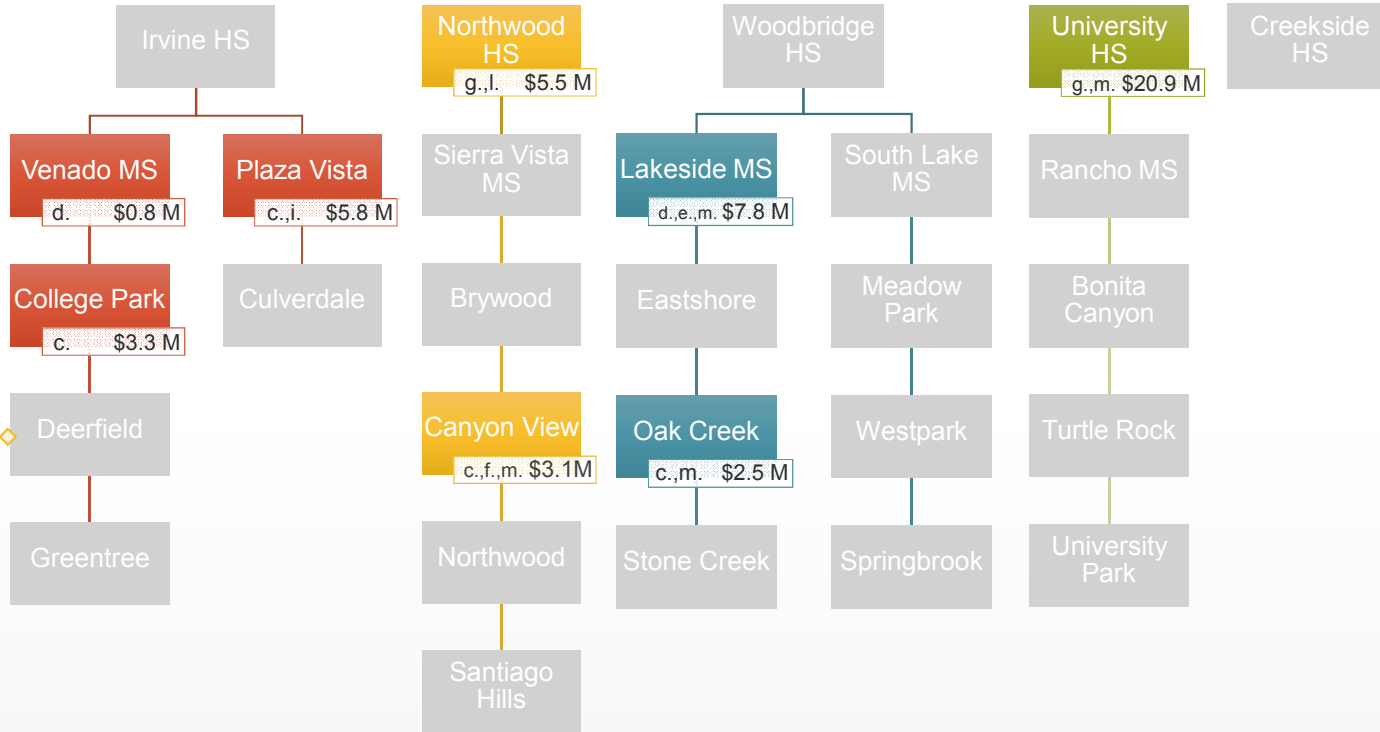 Irvine HS
Northwood
HS
g.,l. $5.5 M
Woodbridge
HS
University
HS
g.,m. $20.9 M
Creekside
HS
Venado MS
d. $0.8 M
Plaza Vista
c.,i. $5.8 M
Sierra Vista
MS
Lakeside MS
d.,e.,m. $7.8 M
South Lake
MS
Rancho MS
College Park
c. $3.3 M
Culverdale
Brywood
Eastshore
Meadow
Park
Bonita
Canyon
Deerfield
Canyon View
c.,f.,m. $3.1M
Oak Creek
c.,m. $2.5 M
Westpark
Turtle Rock
Greentree
Northwood
Stone Creek
Springbrook
University
Park
Santiago
Hills